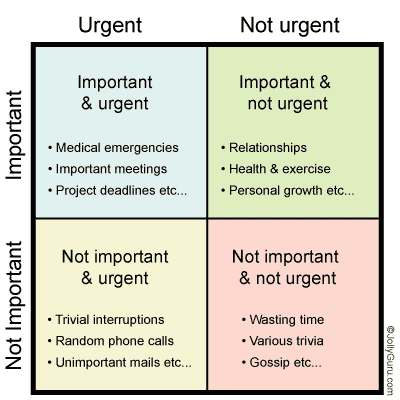 Urgent
Not urgent
Important
Important
& urgent
• Medical emergencies
• Important meetings
• Project deadlines etc...
Important &
not urgent
• Relationships
• Health & exercise
• Personal growth etc...
Not Important
Not important
& urgent
• Trivial interruptions
• Random phone calls
• Unimportant mails etc...
Not important
& not urgent
• Wasting time
• Various trivia
• Gossip etc...
©JollyGuru.com